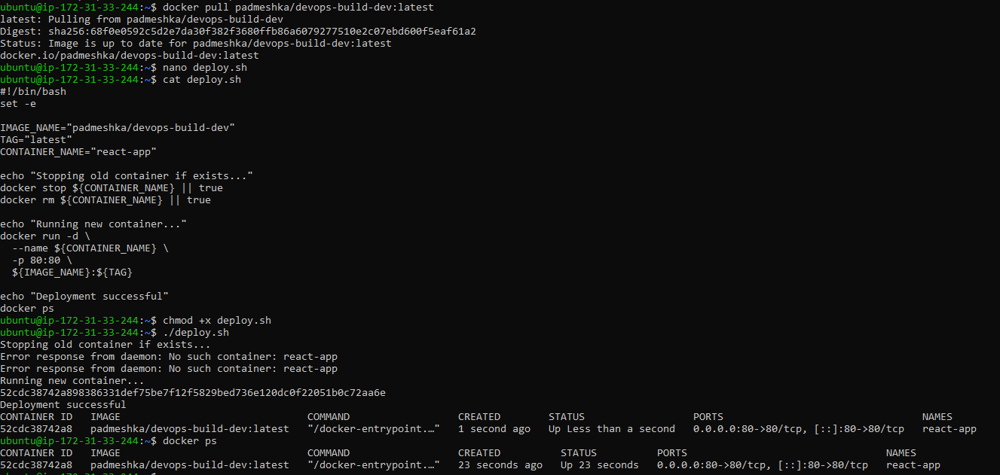 ubuntu@ip-172-31-33-244:~$ docker pull padmeshka/devops-build-dev:latest
latest: Pulling from padmeshka/devops-build-dev
Digest: sha256:68f0e0592c5d2e7da30f382f3680ffb86a6079277510e2c07ebd600f5eaf61a2
Status: Image is up to date for padmeshka/devops-build-dev:latest
docker.io/padmeshka/devops-build-dev:latest
ubuntu@ip-172-31-33-244:~$ nano deploy.sh
ubuntu@ip-172-31-33-244:~$ cat deploy.sh
#!/bin/bash
set -e

IMAGE_NAME="padmeshka/devops-build-dev"
TAG="latest"
CONTAINER_NAME="react-app"

echo "Stopping old container if exists..."
docker stop ${CONTAINER_NAME} || true
docker rm ${CONTAINER_NAME} || true

echo "Running new container..."
docker run -d \
  --name ${CONTAINER_NAME} \
  -p 80:80 \
  ${IMAGE_NAME}:${TAG}

echo "Deployment successful"
docker ps
ubuntu@ip-172-31-33-244:~$ chmod +x deploy.sh
ubuntu@ip-172-31-33-244:~$ ./deploy.sh
Stopping old container if exists...
Error response from daemon: No such container: react-app
Error response from daemon: No such container: react-app
Running new container...
52cdc38742a898386331def75be7f12f5829bed736e120dc0f22051b0c72aa6e
Deployment successful
CONTAINER ID   IMAGE                               COMMAND                  CREATED        STATUS                  PORTS                                 NAMES
52cdc38742a8   padmeshka/devops-build-dev:latest   "/docker-entrypoint.…"   1 second ago   Up Less than a second   0.0.0.0:80->80/tcp, [::]:80->80/tcp   react-app
ubuntu@ip-172-31-33-244:~$ docker ps
CONTAINER ID   IMAGE                               COMMAND                  CREATED          STATUS          PORTS                                 NAMES
52cdc38742a8   padmeshka/devops-build-dev:latest   "/docker-entrypoint.…"   23 seconds ago   Up 23 seconds   0.0.0.0:80->80/tcp, [::]:80->80/tcp   react-app